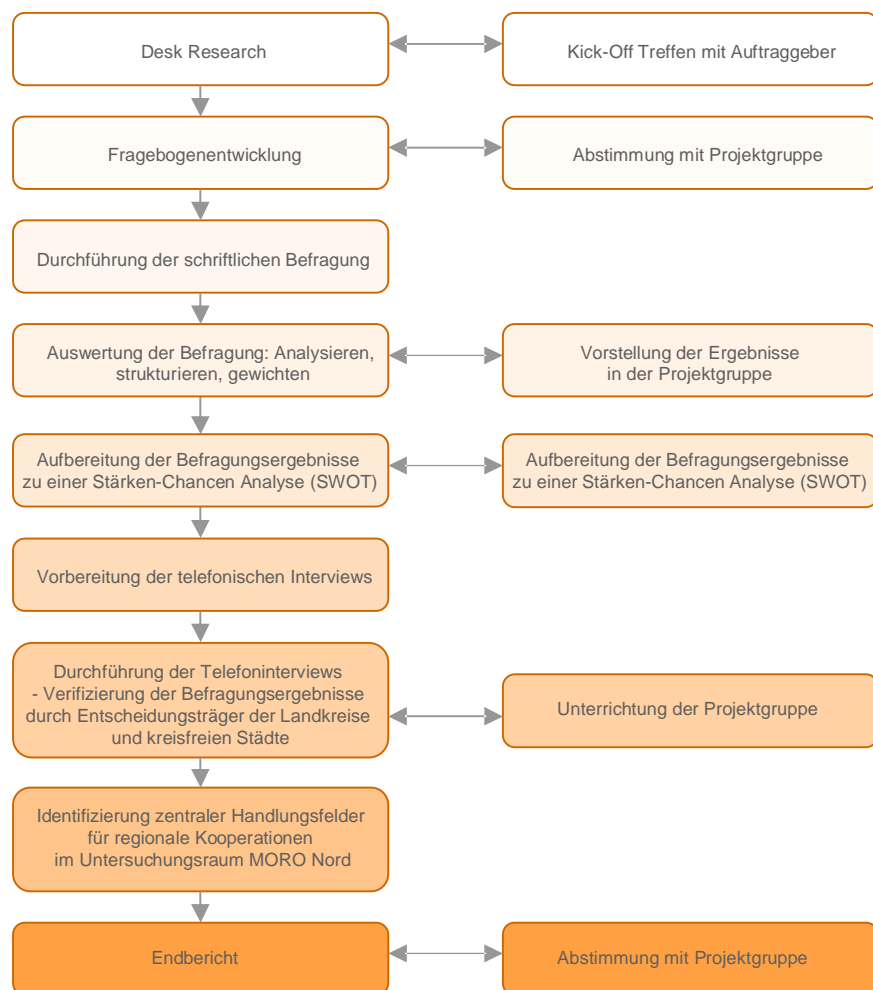 Desk Research
Kick-Off Treffen mit Auftraggeber
Fragebogenentwicklung
Abstimmung mit Projektgruppe
Durchführung der schriftlichen Befragung
Auswertung der Befragung: Analysieren,
strukturieren, gewichten
Vorstellung der Ergebnisse
in der Projektgruppe
Aufbereitung der Befragungsergebnisse
zu einer Stärken-Chancen Analyse (SWOT)
Aufbereitung der Befragungsergebnisse
zu einer Stärken-Chancen Analyse (SWOT)
Vorbereitung der telefonischen Interviews
Durchführung der Telefoninterviews
- Verifizierung der Befragungsergebnisse
durch Entscheidungsträger der Landkreise
und kreisfreien Städte
Unterrichtung der Projektgruppe
Identifizierung zentraler Handlungsfelder
für regionale Kooperationen
im Untersuchungsraum MORO Nord
Endbericht
Abstimmung mit Projektgruppe